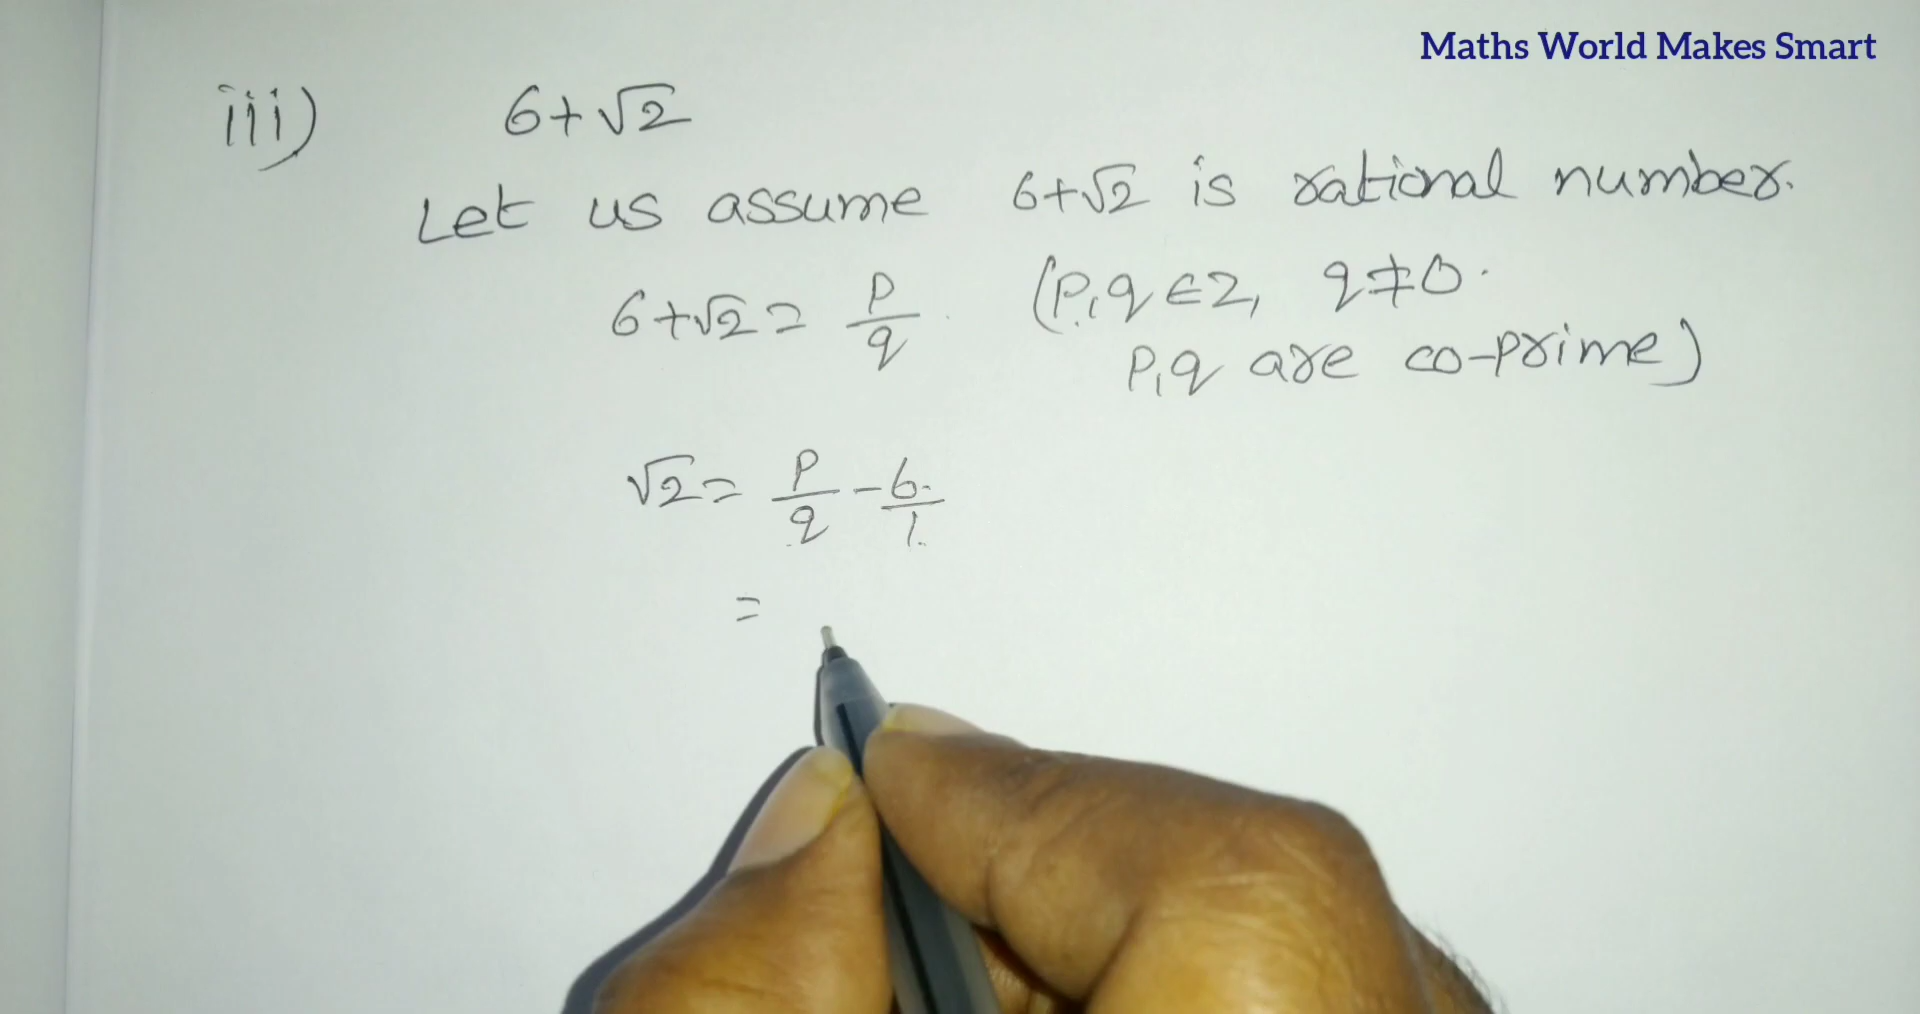 Maths World Makes Smart
iii) 6+√2
Let us assume 6+√2 is rational number.
6+√2 = p/q (p,q ∈ Z, q≠0.
p,q are co-prime)
√2 = p/q - 6/1
=